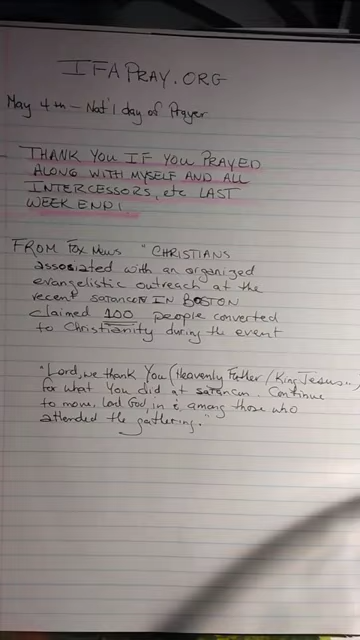 IFAPRAY.ORG
May 4th - Nat'l day of Prayer
- THANK YOU IF YOU PRAYED
ALONG WITH MYSELF AND ALL
INTERCESSORS, etc LAST
WEEK END!
FROM Fox News "CHRISTIANS
associated with an organized
evangelistic outreach at the
recent satancon IN BOSTON
claimed 100 people converted
to Christianity during the event
"Lord, we thank You (Heavenly Father / King Jesus...)
for what You did at satancon. Continue
to move, Lord God, in &, among those who
attended the gathering."